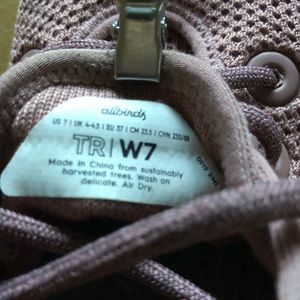 allbirds
US 7 | UK 4-4.5 | EU 37 | CM 23.5 | CHN 235/88
TR | W7
Made in China from sustainably
harvested trees. Wash on
delicate. Air Dry.